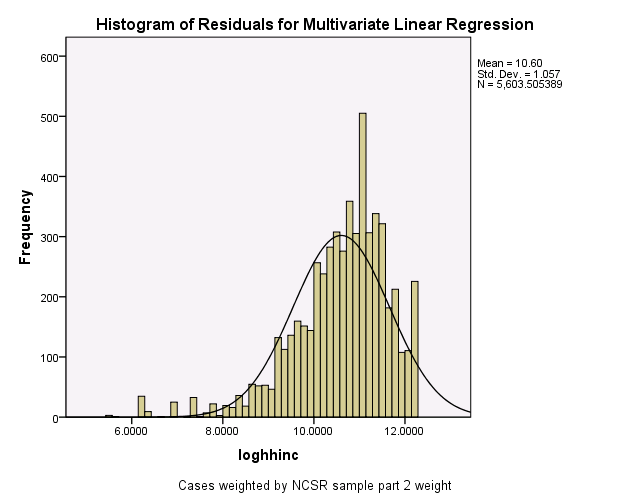 Histogram of Residuals for Multivariate Linear Regression
Mean = 10.60
Std. Dev. = 1.057
N = 5,603.505389
600
500
400
300
200
100
0
Frequency
6.0000 8.0000 10.0000 12.0000
loghhinc
Cases weighted by NCSR sample part 2 weight